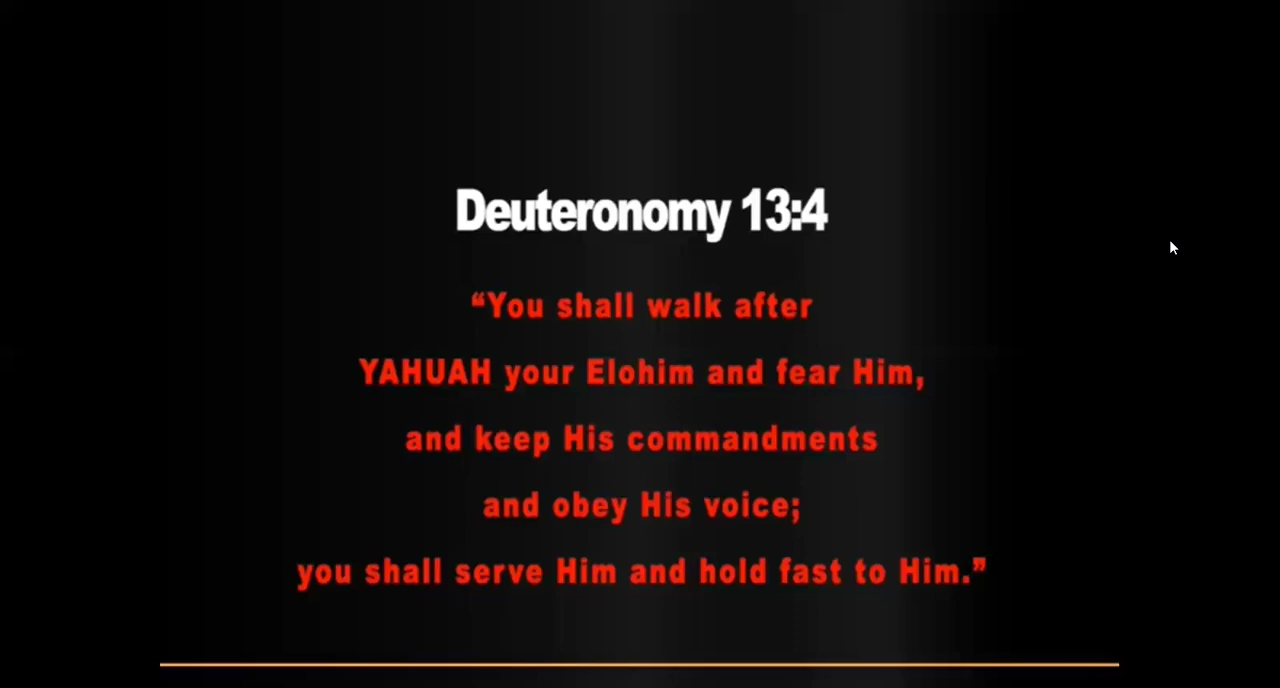 Deuteronomy 13:4
“You shall walk after
YAHUAH your Elohim and fear Him,
and keep His commandments
and obey His voice;
you shall serve Him and hold fast to Him.”